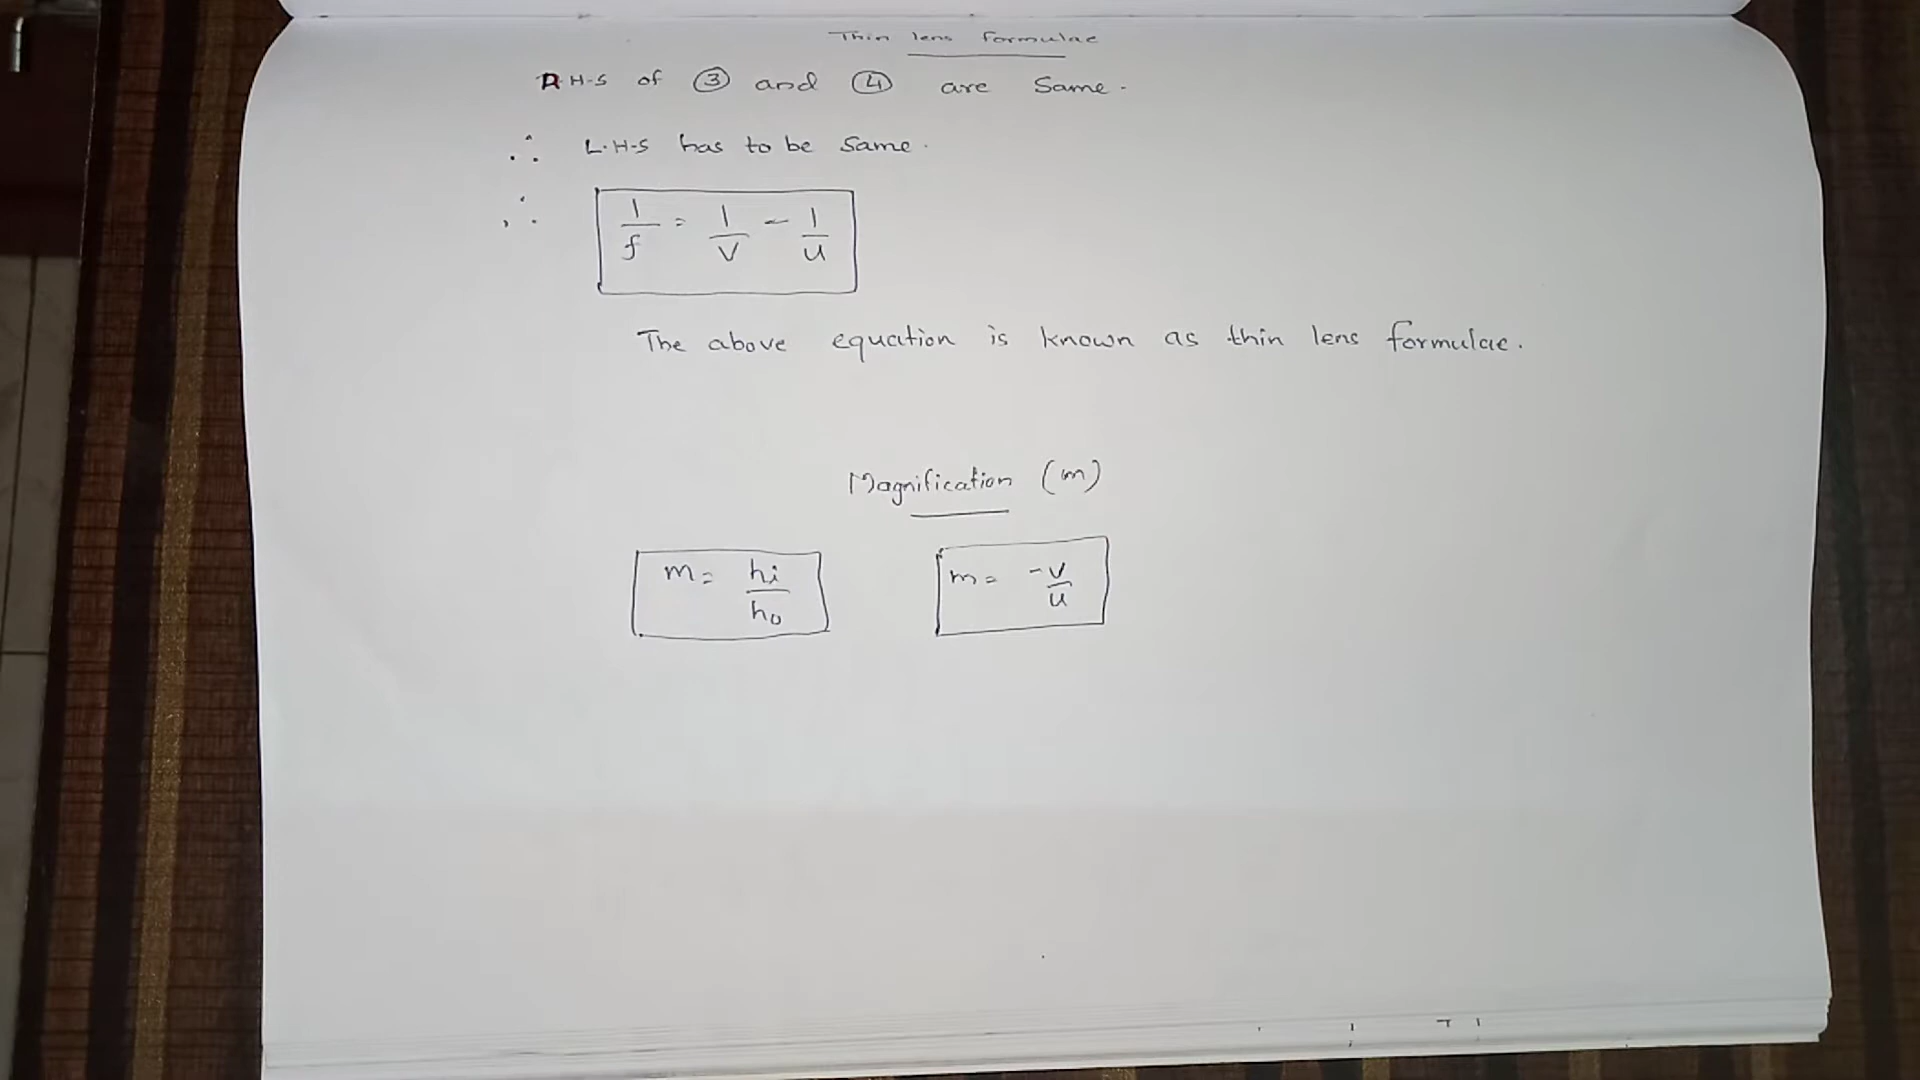 Thin lens formulae
R.H-S of ③ and ④ are Same.
∴ L.H-S has to be Same.
∴ 1/f = 1/v - 1/u
The above equation is known as thin lens formulae.
Magnification (m)
m = hi/ho m = -v/u